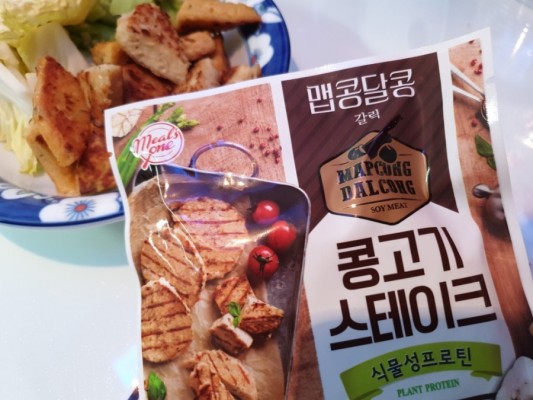 맵콩달콩
갈릭
Meals
one
MAPCONG
DALCONG
SOY MEAT
콩고기
스테이크
식물성프로틴
PLANT PROTEIN